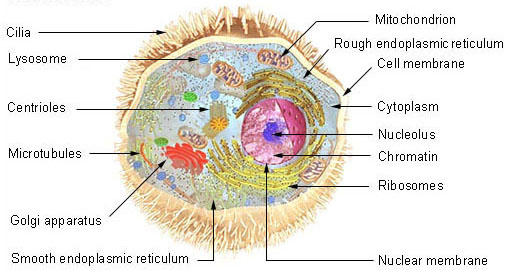 Cilia
Lysosome
Centrioles
Microtubules
Golgi apparatus
Smooth endoplasmic reticulum
Mitochondrion
Rough endoplasmic reticulum
Cell membrane
Cytoplasm
Nucleolus
Chromatin
Ribosomes
Nuclear membrane